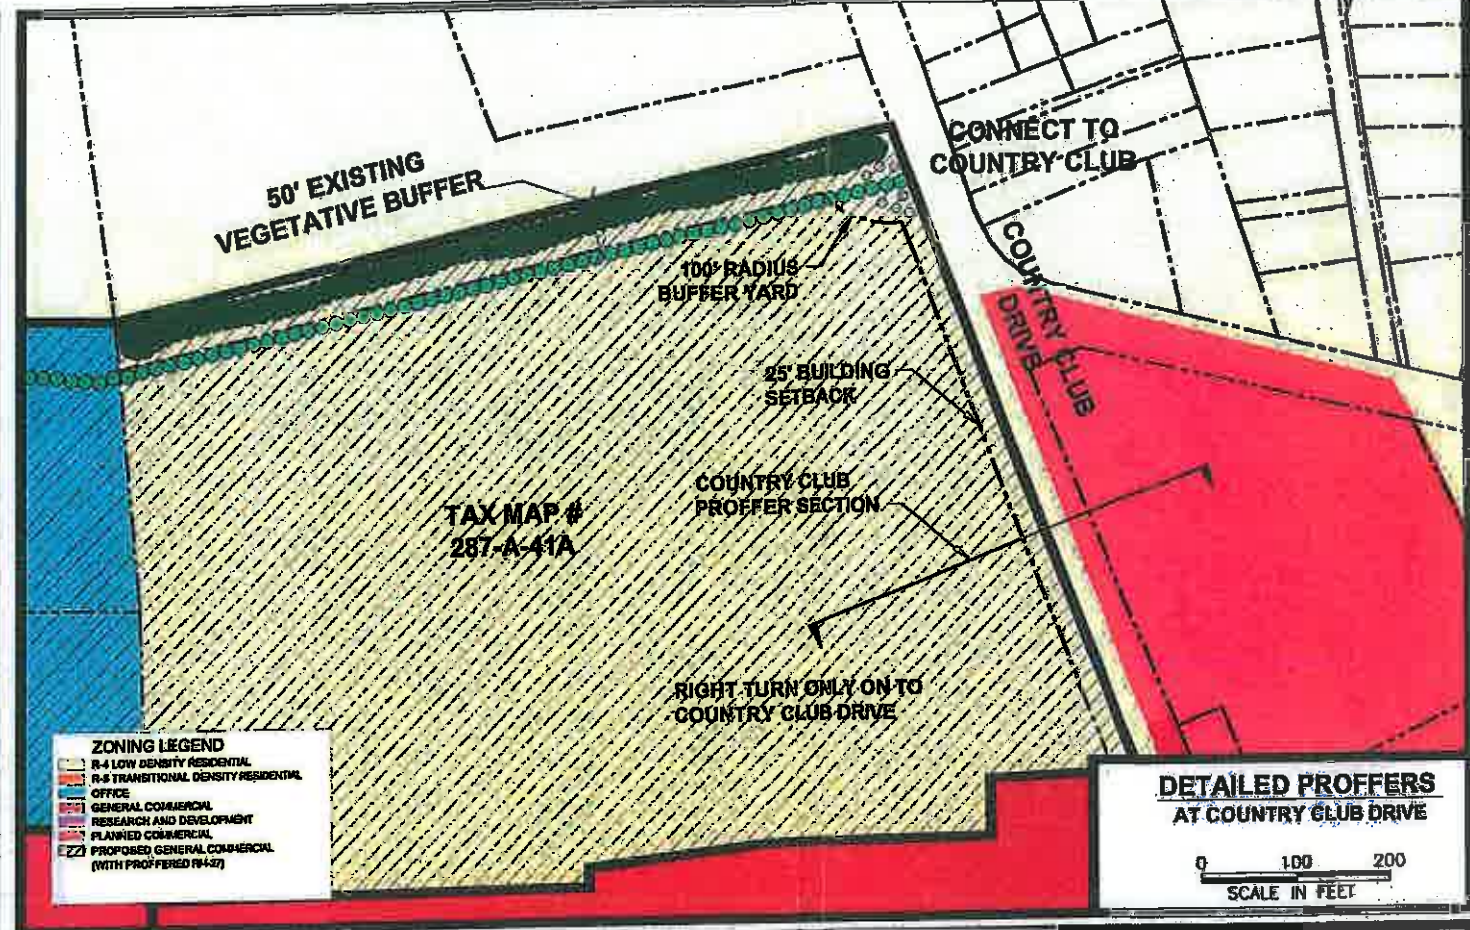 50' EXISTING
VEGETATIVE BUFFER
CONNECT TO
COUNTRY CLUB
COUNTRY CLUB
DRIVE
100' RADIUS
BUFFER YARD
25' BUILDING
SETBACK
COUNTRY CLUB
PROFFER SECTION
TAX MAP #
287-A-41A
RIGHT TURN ONLY ON TO
COUNTRY CLUB DRIVE
ZONING LEGEND
R-4 LOW DENSITY RESIDENTIAL
R-5 TRANSITIONAL DENSITY RESIDENTIAL
OFFICE
GENERAL COMMERCIAL
RESEARCH AND DEVELOPMENT
PLANNED COMMERCIAL
PROPOSED GENERAL COMMERCIAL
(WITH PROFFERED
DETAILED PROFFERS
AT COUNTRY CLUB DRIVE
0 100 200
SCALE IN FEET